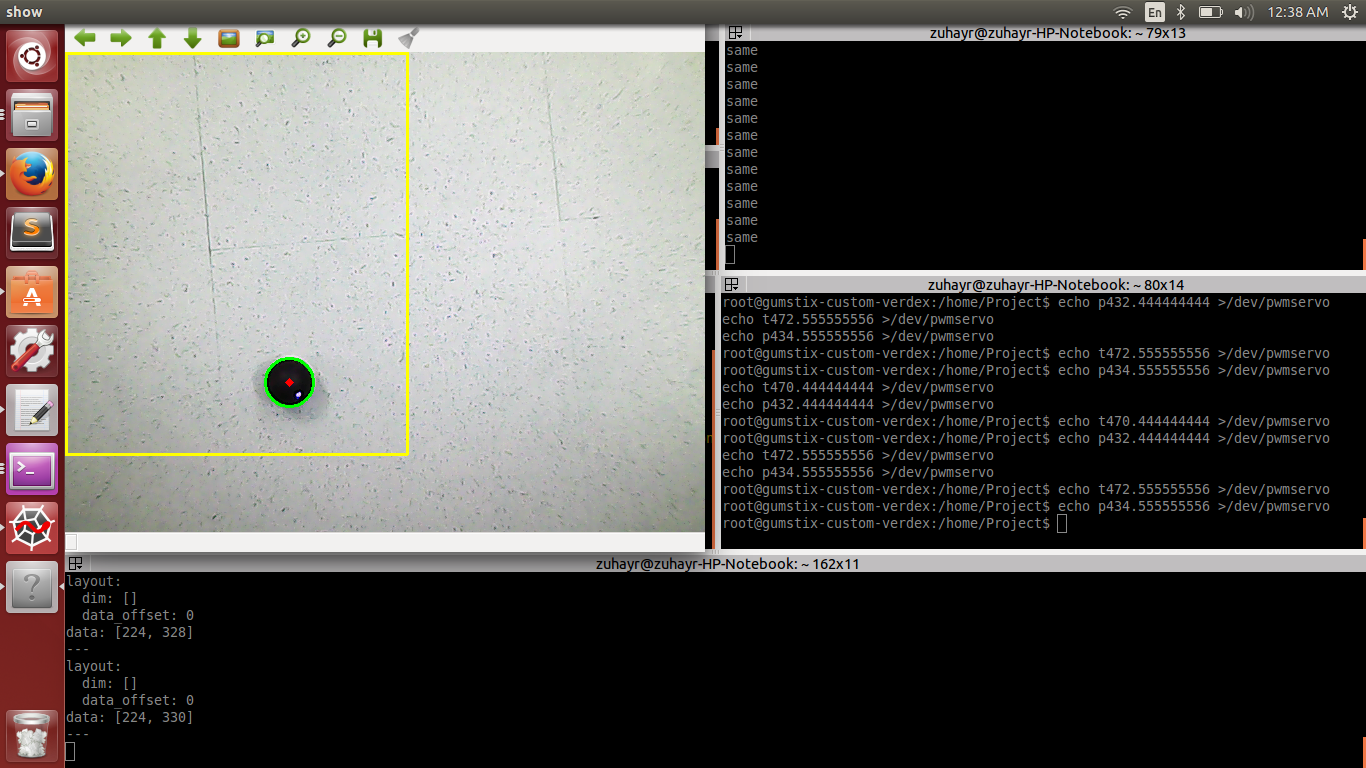 show
En
12:38 AM
zuhayr@zuhayr-HP-Notebook: ~ 79x13
same
same
same
same
same
same
same
same
same
same
same
same
zuhayr@zuhayr-HP-Notebook: ~ 80x14
root@gumstix-custom-verdex:/home/Project$ echo p432.444444444 >/dev/pwmservo
echo t472.555555556 >/dev/pwmservo
echo p434.555555556 >/dev/pwmservo
root@gumstix-custom-verdex:/home/Project$ echo t472.555555556 >/dev/pwmservo
root@gumstix-custom-verdex:/home/Project$ echo p434.555555556 >/dev/pwmservo
echo t470.444444444 >/dev/pwmservo
echo p432.444444444 >/dev/pwmservo
root@gumstix-custom-verdex:/home/Project$ echo t470.444444444 >/dev/pwmservo
root@gumstix-custom-verdex:/home/Project$ echo p432.444444444 >/dev/pwmservo
echo t472.555555556 >/dev/pwmservo
echo p434.555555556 >/dev/pwmservo
root@gumstix-custom-verdex:/home/Project$ echo t472.555555556 >/dev/pwmservo
root@gumstix-custom-verdex:/home/Project$ echo p434.555555556 >/dev/pwmservo
root@gumstix-custom-verdex:/home/Project$
zuhayr@zuhayr-HP-Notebook: ~ 162x11
layout:
dim: []
data_offset: 0
data: [224, 328]
---
layout:
dim: []
data_offset: 0
data: [224, 330]
---